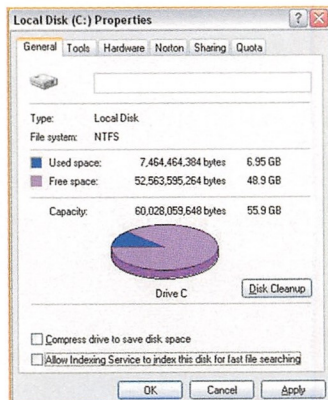 Local Disk (C:) Properties
General Tools Hardware Norton Sharing Quota
Type: Local Disk
File system: NTFS
Used space: 7,464,464,384 bytes 6.95 GB
Free space: 52,563,595,264 bytes 48.9 GB
Capacity: 60,028,059,648 bytes 55.9 GB
Drive C
Disk Cleanup
Compress drive to save disk space
Allow Indexing Service to index this disk for fast file searching
OK Cancel Apply